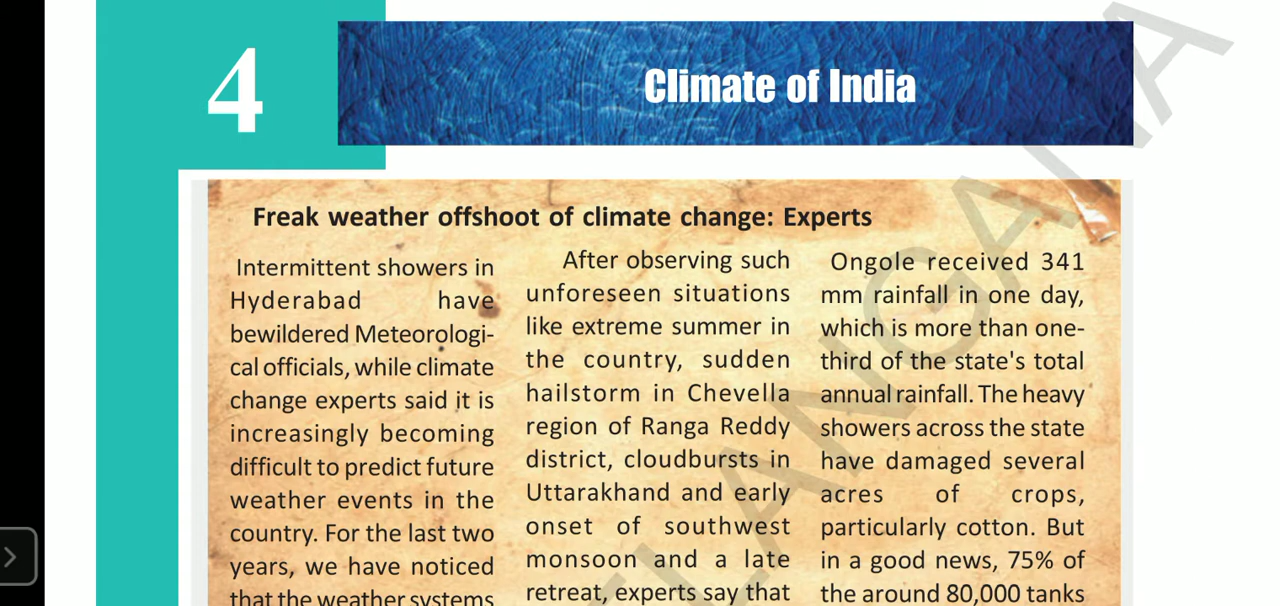 4
Climate of India
Freak weather offshoot of climate change: Experts
Intermittent showers in
Hyderabad have
bewildered Meteorologi-
cal officials, while climate
change experts said it is
increasingly becoming
difficult to predict future
weather events in the
country. For the last two
years, we have noticed
that the weather systems
After observing such
unforeseen situations
like extreme summer in
the country, sudden
hailstorm in Chevella
region of Ranga Reddy
district, cloudbursts in
Uttarakhand and early
onset of southwest
monsoon and a late
retreat, experts say that
Ongole received 341
mm rainfall in one day,
which is more than one-
third of the state's total
annual rainfall. The heavy
showers across the state
have damaged several
acres of crops,
particularly cotton. But
in a good news, 75% of
the around 80,000 tanks
TELANGANA